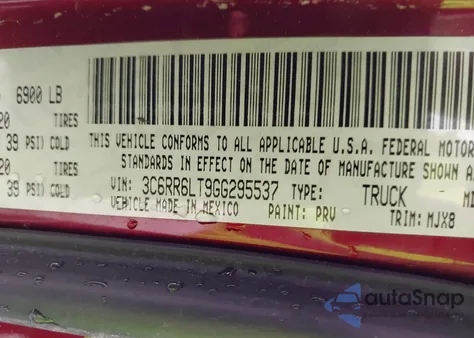 6900 LB
20 TIRES
39 PSI) COLD THIS VEHICLE CONFORMS TO ALL APPLICABLE U.S.A. FEDERAL MOTOR
20 TIRES STANDARDS IN EFFECT ON THE DATE OF MANUFACTURE SHOWN
39 PSI) COLD VIN: 3C6RR6LT9GG295537 TYPE: TRUCK
VEHICLE MADE IN MEXICO PAINT: PRV TRIM: MJX8
autoSnap